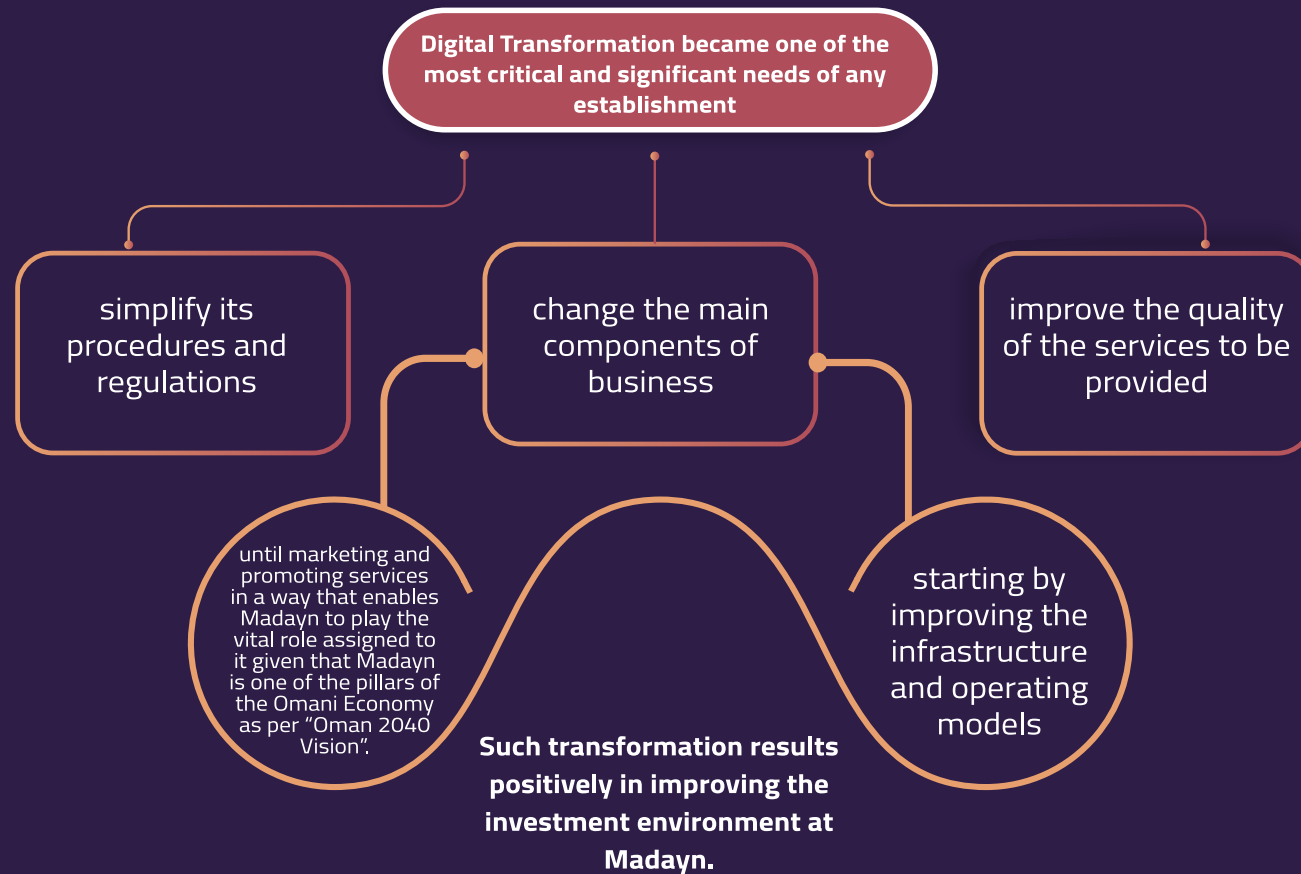 Digital Transformation became one of the
most critical and significant needs of any
establishment
simplify its
procedures and
regulations
change the main
components of
business
improve the quality
of the services to be
provided
until marketing and
promoting services
in a way that enables
Madayn to play the
vital role assigned to
it given that Madayn
is one of the pillars of
the Omani Economy
as per “Oman 2040
Vision”.
starting by
improving the
infrastructure
and operating
models
Such transformation results
positively in improving the
investment environment at
Madayn.